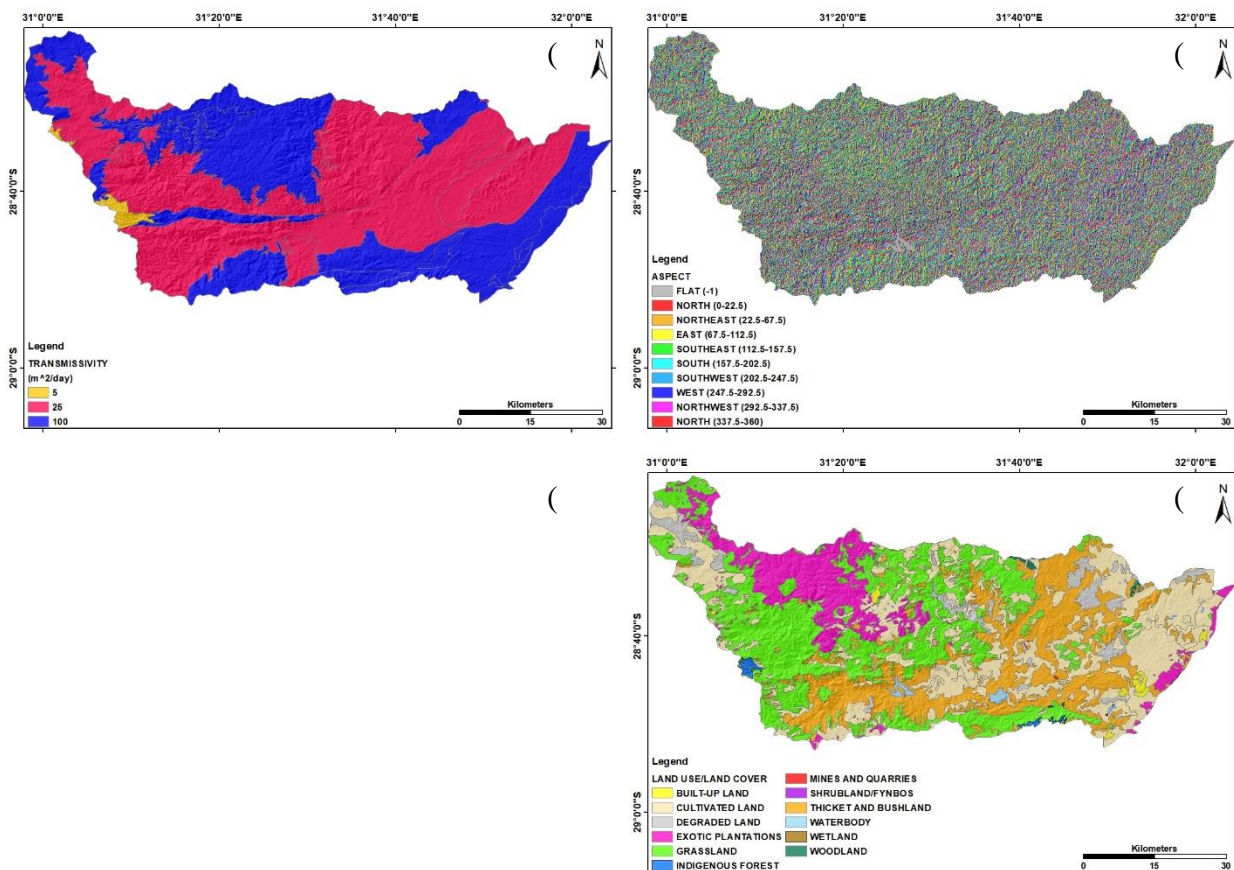 31°0'0"E 31°20'0"E 31°40'0"E 32°0'0"E
(
N
28°40'0"S
29°0'0"S
Legend
TRANSMISSIVITY
(m^2/day)
5
25
100
Kilometers
0 15 30
31°0'0"E 31°20'0"E 31°40'0"E 32°0'0"E
(
N
28°40'0"S
29°0'0"S
Legend
ASPECT
FLAT (-1)
NORTH (0-22.5)
NORTHEAST (22.5-67.5)
EAST (67.5-112.5)
SOUTHEAST (112.5-157.5)
SOUTH (157.5-202.5)
SOUTHWEST (202.5-247.5)
WEST (247.5-292.5)
NORTHWEST (292.5-337.5)
NORTH (337.5-360)
Kilometers
0 15 30
(
31°0'0"E 31°20'0"E 31°40'0"E 32°0'0"E
(
N
28°40'0"S
29°0'0"S
Legend
LAND USE/LAND COVER
BUILT-UP LAND
CULTIVATED LAND
DEGRADED LAND
EXOTIC PLANTATIONS
GRASSLAND
INDIGENOUS FOREST
MINES AND QUARRIES
SHRUBLAND/FYNBOS
THICKET AND BUSHLAND
WATERBODY
WETLAND
WOODLAND
Kilometers
0 15 30